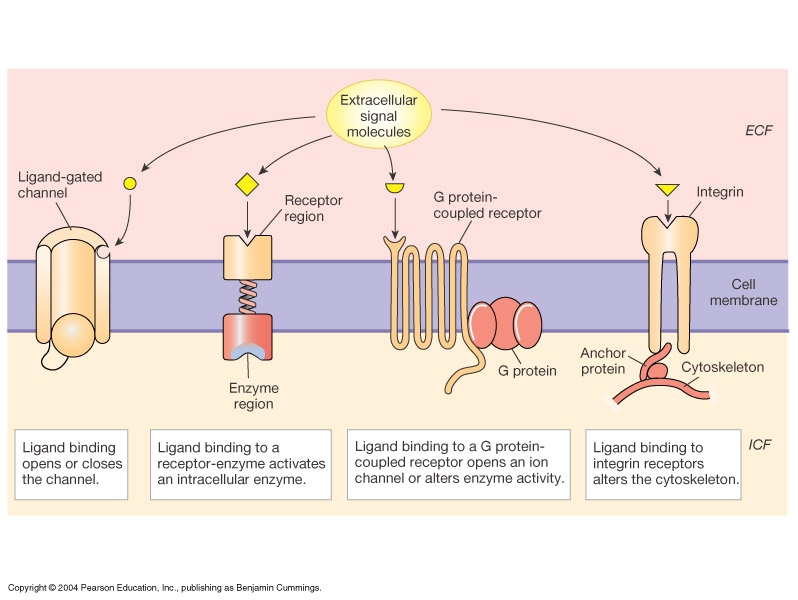 Extracellular
signal
molecules
ECF
Ligand-gated
channel
Receptor
region
G protein-
coupled receptor
Integrin
Cell
membrane
Enzyme
region
G protein
Anchor
protein
Cytoskeleton
Ligand binding
opens or closes
the channel.
Ligand binding to a
receptor-enzyme activates
an intracellular enzyme.
Ligand binding to a G protein-
coupled receptor opens an ion
channel or alters enzyme activity.
Ligand binding to
integrin receptors
alters the cytoskeleton.
ICF
Copyright © 2004 Pearson Education, Inc., publishing as Benjamin Cummings.